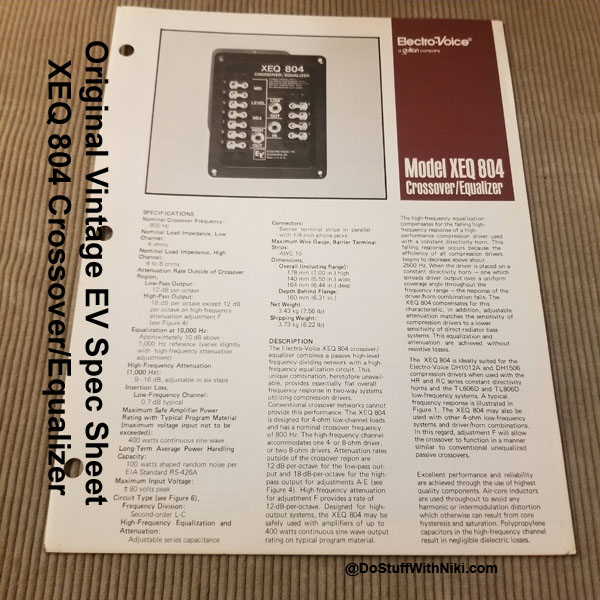 Original Vintage EV Spec Sheet
XEQ 804 Crossover/Equalizer
XEQ 804
CROSSOVER/EQUALIZER
MID
LEVEL
ADJ
HIGH
OUT
LOW
OUT
IN
EV
Electro-Voice®
a gulton company
Model XEQ 804
Crossover/Equalizer
SPECIFICATIONS
Nominal Crossover Frequency:
800 Hz
Nominal Load Impedance, Low
Channel:
4 ohms
Nominal Load Impedance, High
Channel:
4 to 8 ohms
Attenuation Rate Outside of Crossover
Region,
Low-Pass Output:
12 dB per octave
High-Pass Output:
18 dB per octave except 12 dB
per octave on high-frequency
attenuation adjustment F
(see Figure 4)
Equalization at 10,000 Hz:
Approximately 10 dB above
1,000 Hz reference (varies slightly
with high-frequency attenuation
adjustment)
High-Frequency Attenuation
(1,000 Hz):
9 - 16 dB, adjustable in six steps
Insertion Loss,
Low-Frequency Channel:
0.7 dB typical
Maximum Safe Amplifier Power
Rating with Typical Program Material
(maximum voltage input not to be
exceeded):
400 watts continuous sine wave
Long-Term Average Power Handling
Capacity:
100 watts shaped random noise per
EIA Standard RS-426A
Maximum Input Voltage:
±80 volts peak
Circuit Type (see Figure 6),
Frequency Division:
Second-order L-C
High-Frequency Equalization and
Attenuation:
Adjustable series capacitance
Connectors:
Barrier terminal strips in parallel
with 1/4-inch phone jacks
Maximum Wire Gauge, Barrier Terminal
Strips:
AWG 10
Dimensions,
Overall (including flange):
178 mm (7.00 in.) high
140 mm (5.50 in.) wide
164 mm (6.44 in.) deep
Depth Behind Flange:
160 mm (6.31 in.)
Net Weight:
3.43 kg (7.56 lb)
Shipping Weight:
3.73 kg (8.22 lb)
DESCRIPTION
The Electro-Voice XEQ 804 crossover/
equalizer combines a passive high-level
frequency-dividing network with a high-
frequency equalization circuit. This
unique combination, heretofore unavail-
able, provides essentially flat overall
frequency response in two-way systems
utilizing compression drivers.
Conventional crossover networks cannot
provide this performance. The XEQ 804
is designed for 4-ohm low-channel loads
and has a nominal crossover frequency
of 800 Hz. The high-frequency channel
accommodates one 4- or 8-ohm driver,
or two 8-ohm drivers. Attenuation rates
outside of the crossover region are
12-dB-per-octave for the low-pass out-
put and 18-dB-per-octave for the high-
pass output for adjustments A-E (see
Figure 4). High-frequency attenuation
for adjustment F provides a rate of
12-dB-per-octave. Designed for high-
output systems, the XEQ 804 may be
safely used with amplifiers of up to
400 watts continuous sine wave output
rating on typical program material.
The high-frequency equalization
compensates for the falling high-
frequency response of a high-
performance compression driver used
with a constant directivity horn. This
falling response occurs because the
efficiency of all compression drivers
begins to decrease above about
2500 Hz. When the driver is placed on a
constant directivity horn — one which
spreads driver output over a uniform
coverage angle throughout the
frequency range — the response of the
driver/horn combination falls. The
XEQ 804 compensates for this
characteristic. In addition, adjustable
attenuation matches the sensitivity of
compression drivers to a lower
sensitivity of direct radiator bass
systems. This equalization and
attenuation are achieved without
resistive losses.
The XEQ 804 is ideally suited for the
Electro-Voice DH1012A and DH1506
compression drivers when used with the
HR and RC series constant directivity
horns and the TL606D and TL806D
low-frequency systems. A typical
frequency response is illustrated in
Figure 1. The XEQ 804 may also be
used with other 4-ohm low-frequency
systems and driver/horn combinations.
In this regard, adjustment F will allow
the crossover to function in a manner
similar to conventional unequalized
passive crossovers.
Excellent performance and reliability
are achieved through the use of highest
quality components. Air-core inductors
are used throughout to avoid any
harmonic or intermodulation distortion
which otherwise can result from core
hysteresis and saturation. Polypropylene
capacitors in the high-frequency channel
result in negligible dielectric losses.
@DoStuffWithNiki.com